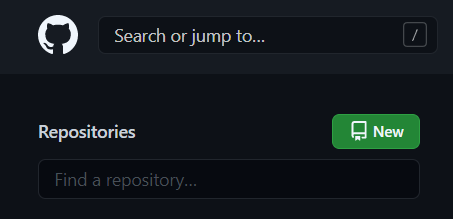 Search or jump to... /
Repositories New
Find a repository...